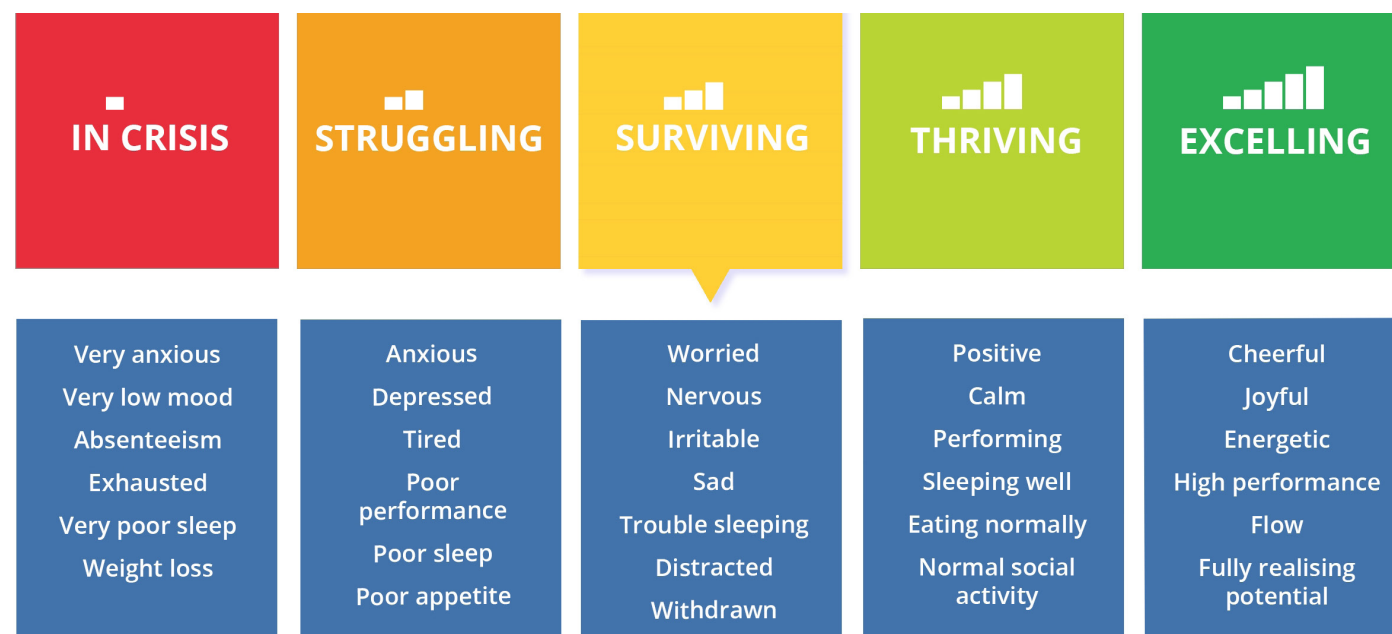 IN CRISIS
STRUGGLING
SURVIVING
THRIVING
EXCELLING
Very anxious
Very low mood
Absenteeism
Exhausted
Very poor sleep
Weight loss
Anxious
Depressed
Tired
Poor
performance
Poor sleep
Poor appetite
Worried
Nervous
Irritable
Sad
Trouble sleeping
Distracted
Withdrawn
Positive
Calm
Performing
Sleeping well
Eating normally
Normal social
activity
Cheerful
Joyful
Energetic
High performance
Flow
Fully realising
potential